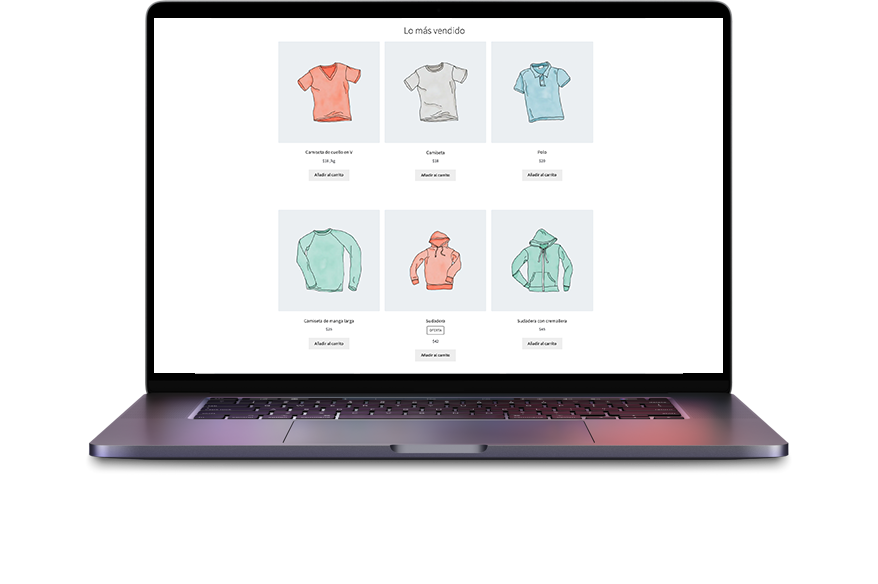 Lo más vendido
Camiseta de cuello en V
Camiseta
Polo
$18
$20
Añadir al carrito
Añadir al carrito
Añadir al carrito
Camiseta de manga larga
Sudadera
Sudadera con cremallera
$25
OFERTA
$45
$42
Añadir al carrito
Añadir al carrito
Añadir al carrito